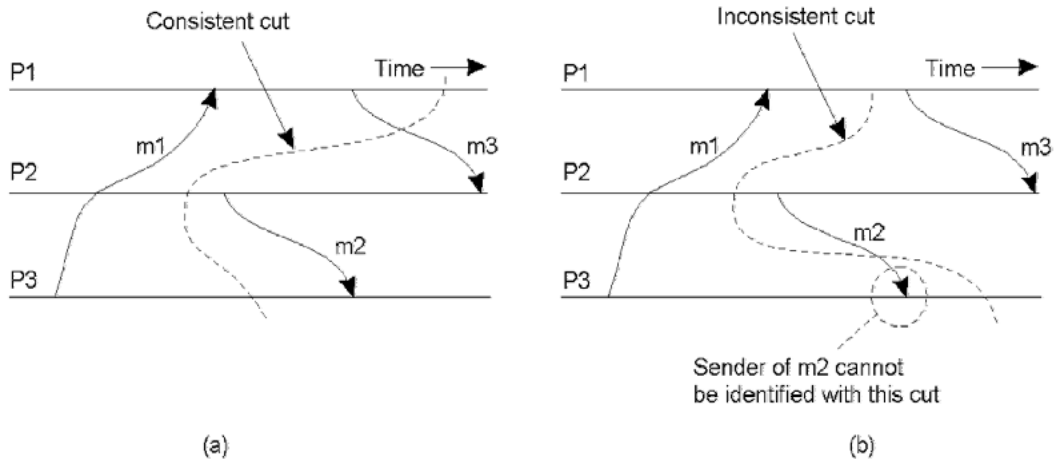 Consistent cut
Time
P1
m1
m3
P2
m2
P3
(a)
Inconsistent cut
Time
P1
m1
m3
P2
m2
P3
Sender of m2 cannot
be identified with this cut
(b)